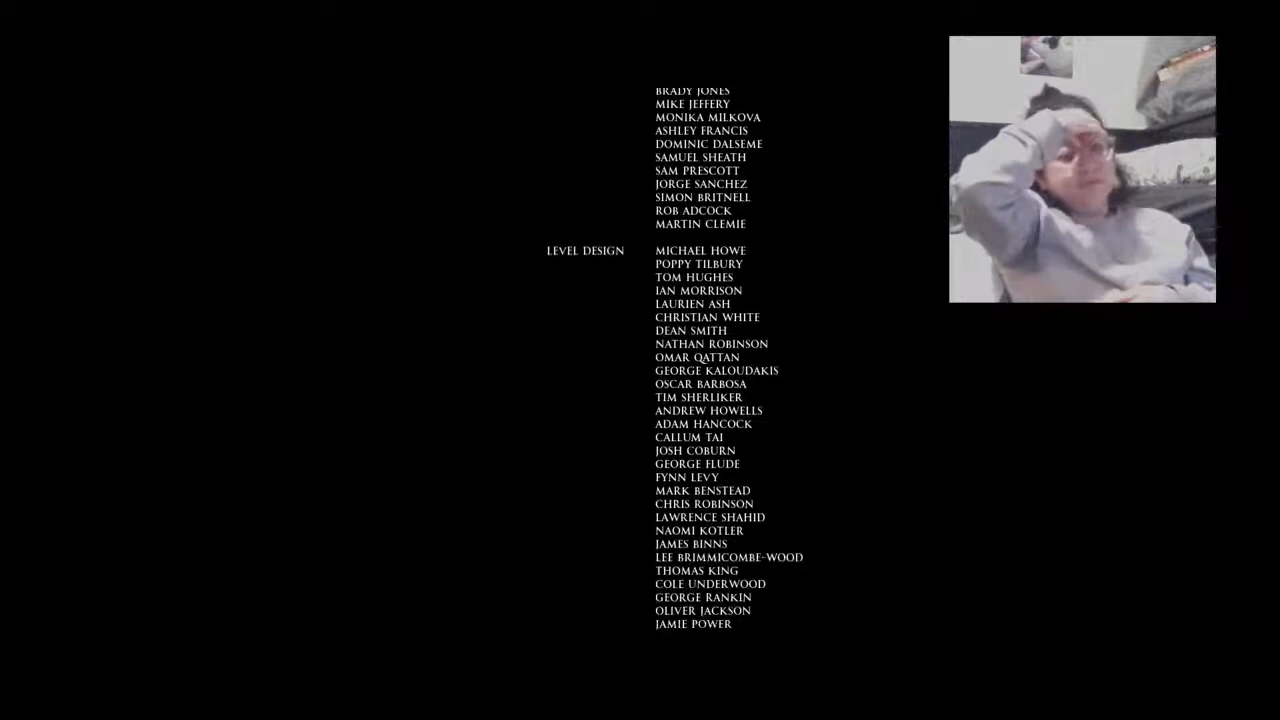 BRADY JONES
MIKE JEFFERY
MONIKA MILKOVA
ASHLEY FRANCIS
DOMINIC DALSEME
SAMUEL SHEATH
SAM PRESCOTT
JORGE SANCHEZ
SIMON BRITNELL
ROB ADCOCK
MARTIN CLEMIE
LEVEL DESIGN MICHAEL HOWE
POPPY TILBURY
TOM HUGHES
IAN MORRISON
LAURIEN ASH
CHRISTIAN WHITE
DEAN SMITH
NATHAN ROBINSON
OMAR QATTAN
GEORGE KALOUDAKIS
OSCAR BARBOSA
TIM SHERLIKER
ANDREW HOWELLS
ADAM HANCOCK
CALLUM TAI
JOSH COBURN
GEORGE FLUDE
FYNN LEVY
MARK BENSTEAD
CHRIS ROBINSON
LAWRENCE SHAHID
NAOMI KOTLER
JAMES BINNS
LEE BRIMMICOMBE-WOOD
THOMAS KING
COLE UNDERWOOD
GEORGE RANKIN
OLIVER JACKSON
JAMIE POWER